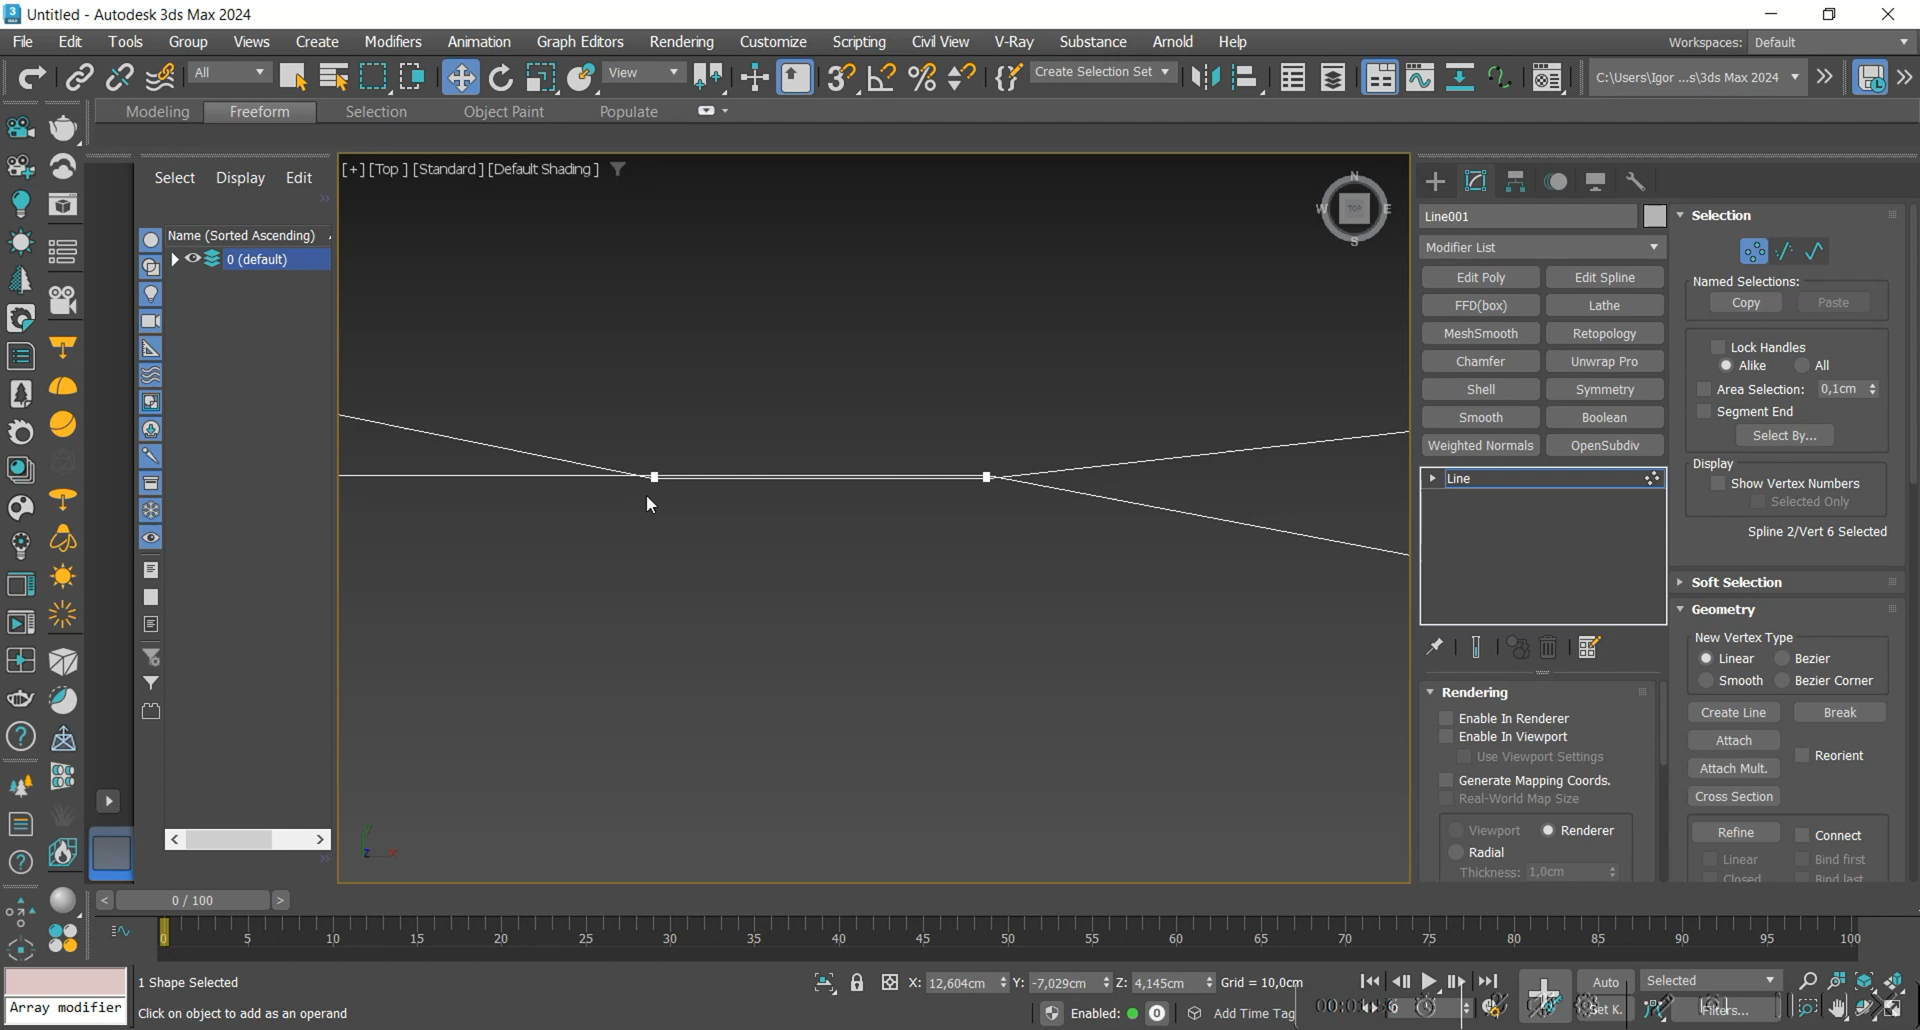 Untitled - Autodesk 3ds Max 2024
File Edit Tools Group Views Create Modifiers Animation Graph Editors Rendering Customize Scripting Civil View V-Ray Substance Arnold Help
Workspaces: Default
All
View
Create Selection Set
C:\Users\Igor ...s\3ds Max 2024
Modeling Freeform Selection Object Paint Populate
Select Display Edit
Name (Sorted Ascending)
0 (default)
[+] [Top ] [Standard ] [Default Shading ]
N
W TOP E
S
Line001
Modifier List
Edit Poly Edit Spline
FFD(box) Lathe
MeshSmooth Retopology
Chamfer Unwrap Pro
Shell Symmetry
Smooth Boolean
Weighted Normals OpenSubdiv
Line
Rendering
Enable In Renderer
Enable In Viewport
Use Viewport Settings
Generate Mapping Coords.
Real-World Map Size
Viewport Renderer
Radial
Thickness: 1,0cm
Selection
Named Selections:
Copy Paste
Lock Handles
Alike All
Area Selection: 0,1cm
Segment End
Select By...
Display
Show Vertex Numbers
Selected Only
Spline 2/Vert 6 Selected
Soft Selection
Geometry
New Vertex Type
Linear Bezier
Smooth Bezier Corner
Create Line Break
Attach
Reorient
Attach Mult.
Cross Section
Refine Connect
Linear Bind first
Closed Bind last
y
z x
0 / 100
0 5 10 15 20 25 30 35 40 45 50 55 60 65 70 75 80 85 90 95 100
Array modifier
1 Shape Selected
Click on object to add as an operand
X: 12,604cm Y: -7,029cm Z: 4,145cm Grid = 10,0cm
Enabled: 0 Add Time Tag
Auto Selected
Filters...